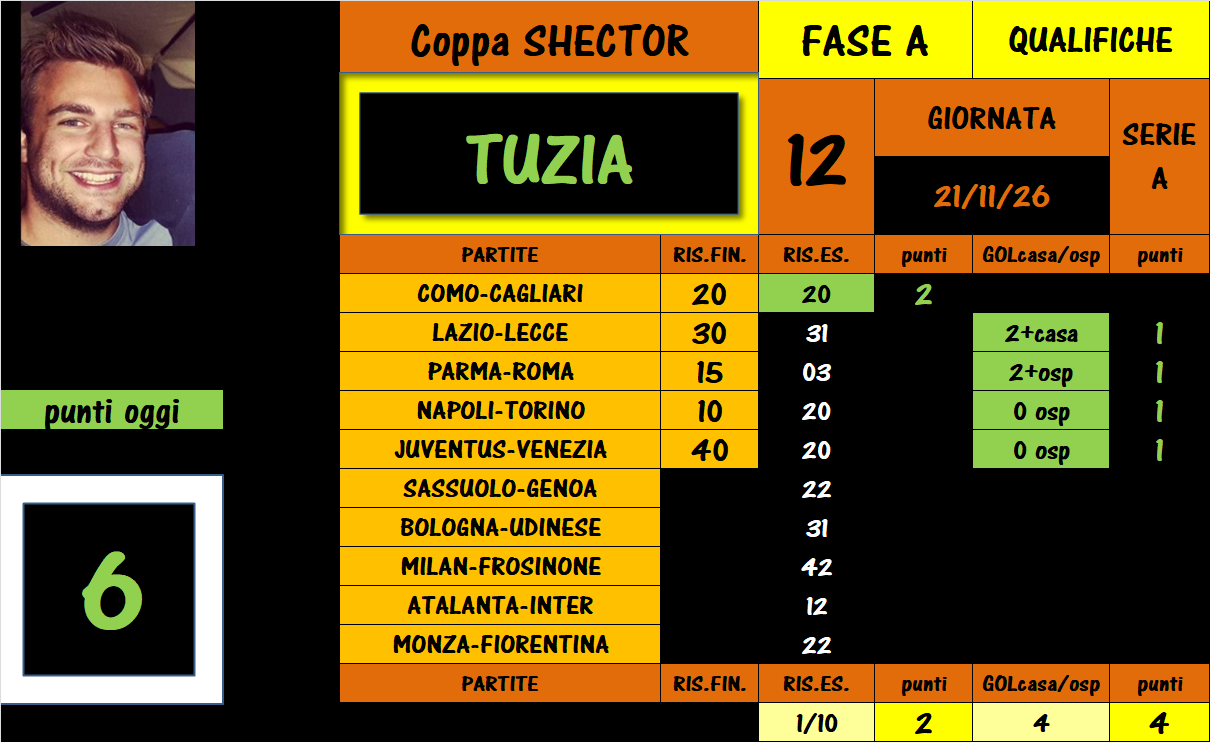 Coppa SHECTOR FASE A QUALIFICHE
TUZIA 12 GIORNATA SERIE A
21/11/26
PARTITE RIS.FIN. RIS.ES. punti GOLcasa/osp punti
COMO-CAGLIARI 20 20 2
LAZIO-LECCE 30 31 2+casa 1
PARMA-ROMA 15 03 2+osp 1
punti oggi NAPOLI-TORINO 10 20 0 osp 1
JUVENTUS-VENEZIA 40 20 0 osp 1
SASSUOLO-GENOA 22
BOLOGNA-UDINESE 31
6 MILAN-FROSINONE 42
ATALANTA-INTER 12
MONZA-FIORENTINA 22
PARTITE RIS.FIN. RIS.ES. punti GOLcasa/osp punti
1/10 2 4 4